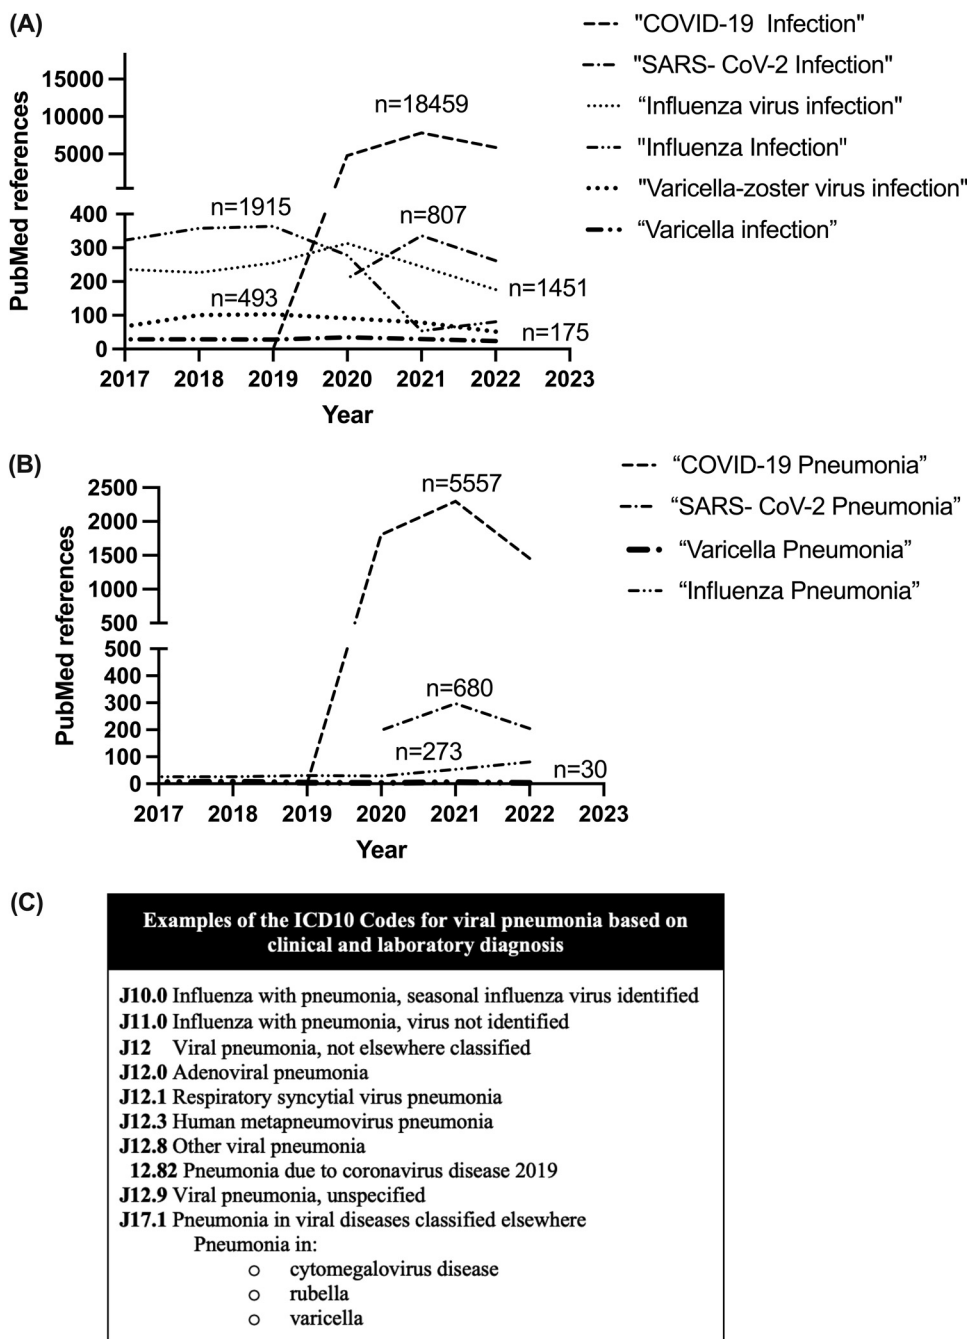 (A)
"COVID-19 Infection"
"SARS- CoV-2 Infection"
“Influenza virus infection"
"Influenza Infection"
"Varicella-zoster virus infection"
“Varicella infection”
PubMed references
15000
10000
5000
400
300
200
100
0
n=18459
n=1915
n=807
n=493
n=1451
n=175
2017 2018 2019 2020 2021 2022 2023
Year
(B)
“COVID-19 Pneumonia”
“SARS- CoV-2 Pneumonia”
“Varicella Pneumonia”
“Influenza Pneumonia”
PubMed references
2500
2000
1500
1000
500
500
400
300
200
100
0
n=5557
n=680
n=273
n=30
2017 2018 2019 2020 2021 2022 2023
Year
(C)
Examples of the ICD10 Codes for viral pneumonia based on
clinical and laboratory diagnosis
J10.0 Influenza with pneumonia, seasonal influenza virus identified
J11.0 Influenza with pneumonia, virus not identified
J12 Viral pneumonia, not elsewhere classified
J12.0 Adenoviral pneumonia
J12.1 Respiratory syncytial virus pneumonia
J12.3 Human metapneumovirus pneumonia
J12.8 Other viral pneumonia
12.82 Pneumonia due to coronavirus disease 2019
J12.9 Viral pneumonia, unspecified
J17.1 Pneumonia in viral diseases classified elsewhere
Pneumonia in:
o cytomegalovirus disease
o rubella
o varicella